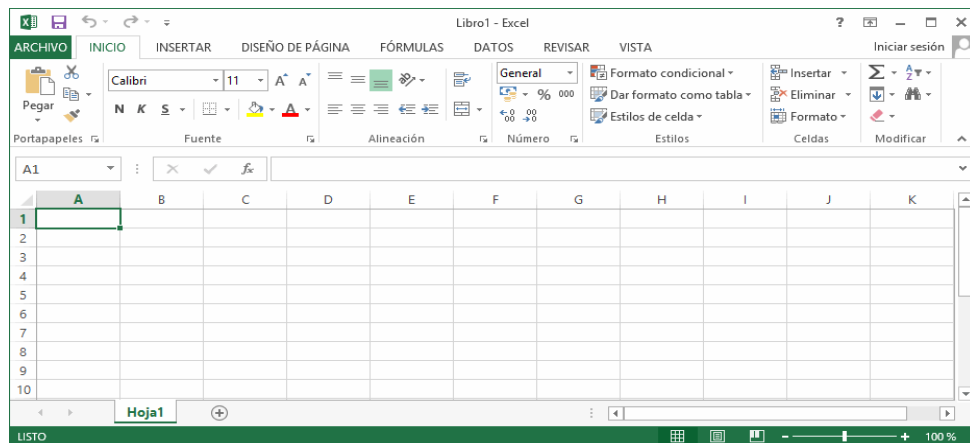 Libro1 - Excel
ARCHIVO INICIO INSERTAR DISEÑO DE PÁGINA FÓRMULAS DATOS REVISAR VISTA Iniciar sesión
Pegar
Calibri 11
N K S A
General
% 000
Formato condicional
Dar formato como tabla
Estilos de celda
Insertar
Eliminar
Formato
Portapapeles Fuente Alineación Número Estilos Celdas Modificar
A1 fx
A B C D E F G H I J K
1
2
3
4
5
6
7
8
9
10
Hoja1
LISTO 100 %